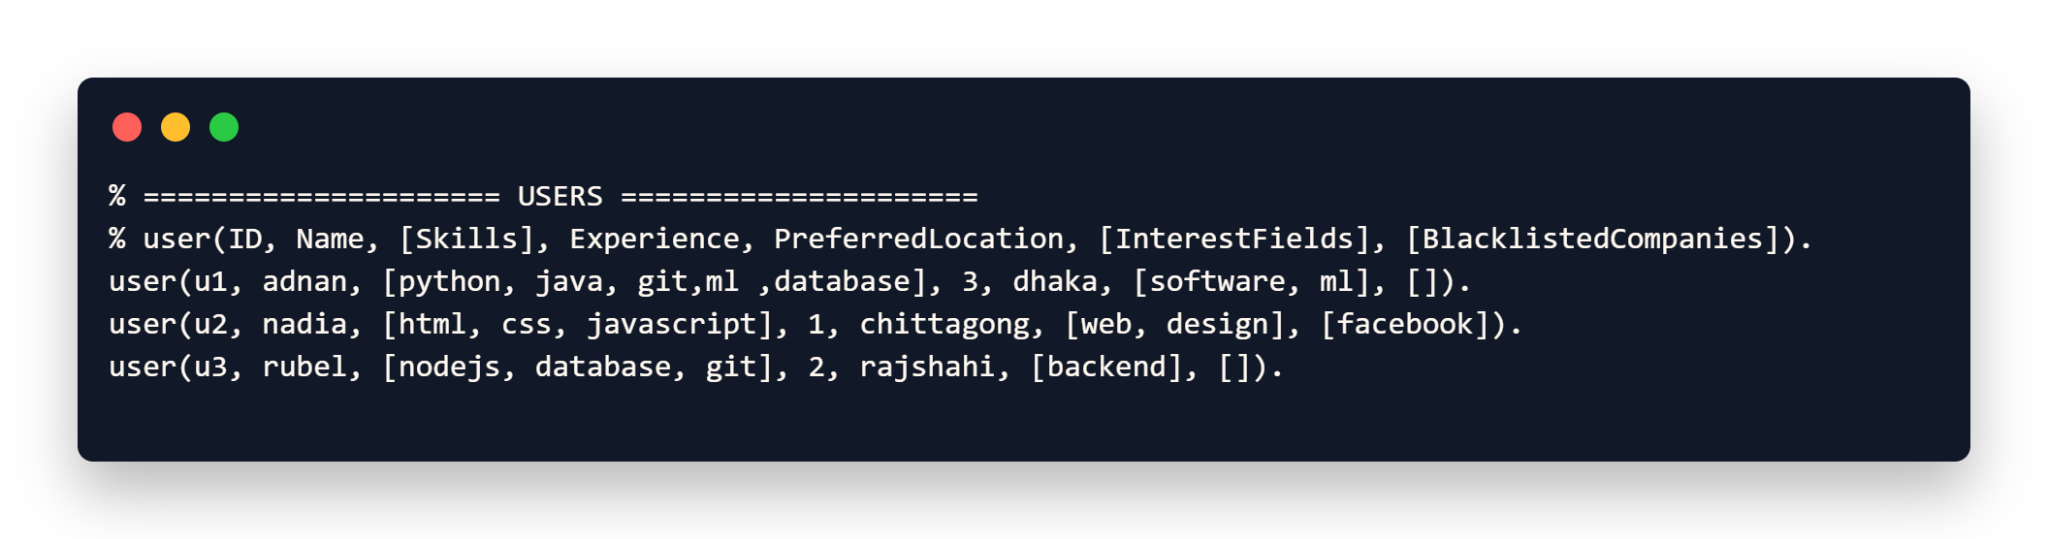 % ===================== USERS =====================
% user(ID, Name, [Skills], Experience, PreferredLocation, [InterestFields], [BlacklistedCompanies]).
user(u1, adnan, [python, java, git,ml ,database], 3, dhaka, [software, ml], []).
user(u2, nadia, [html, css, javascript], 1, chittagong, [web, design], [facebook]).
user(u3, rubel, [nodejs, database, git], 2, rajshahi, [backend], []).